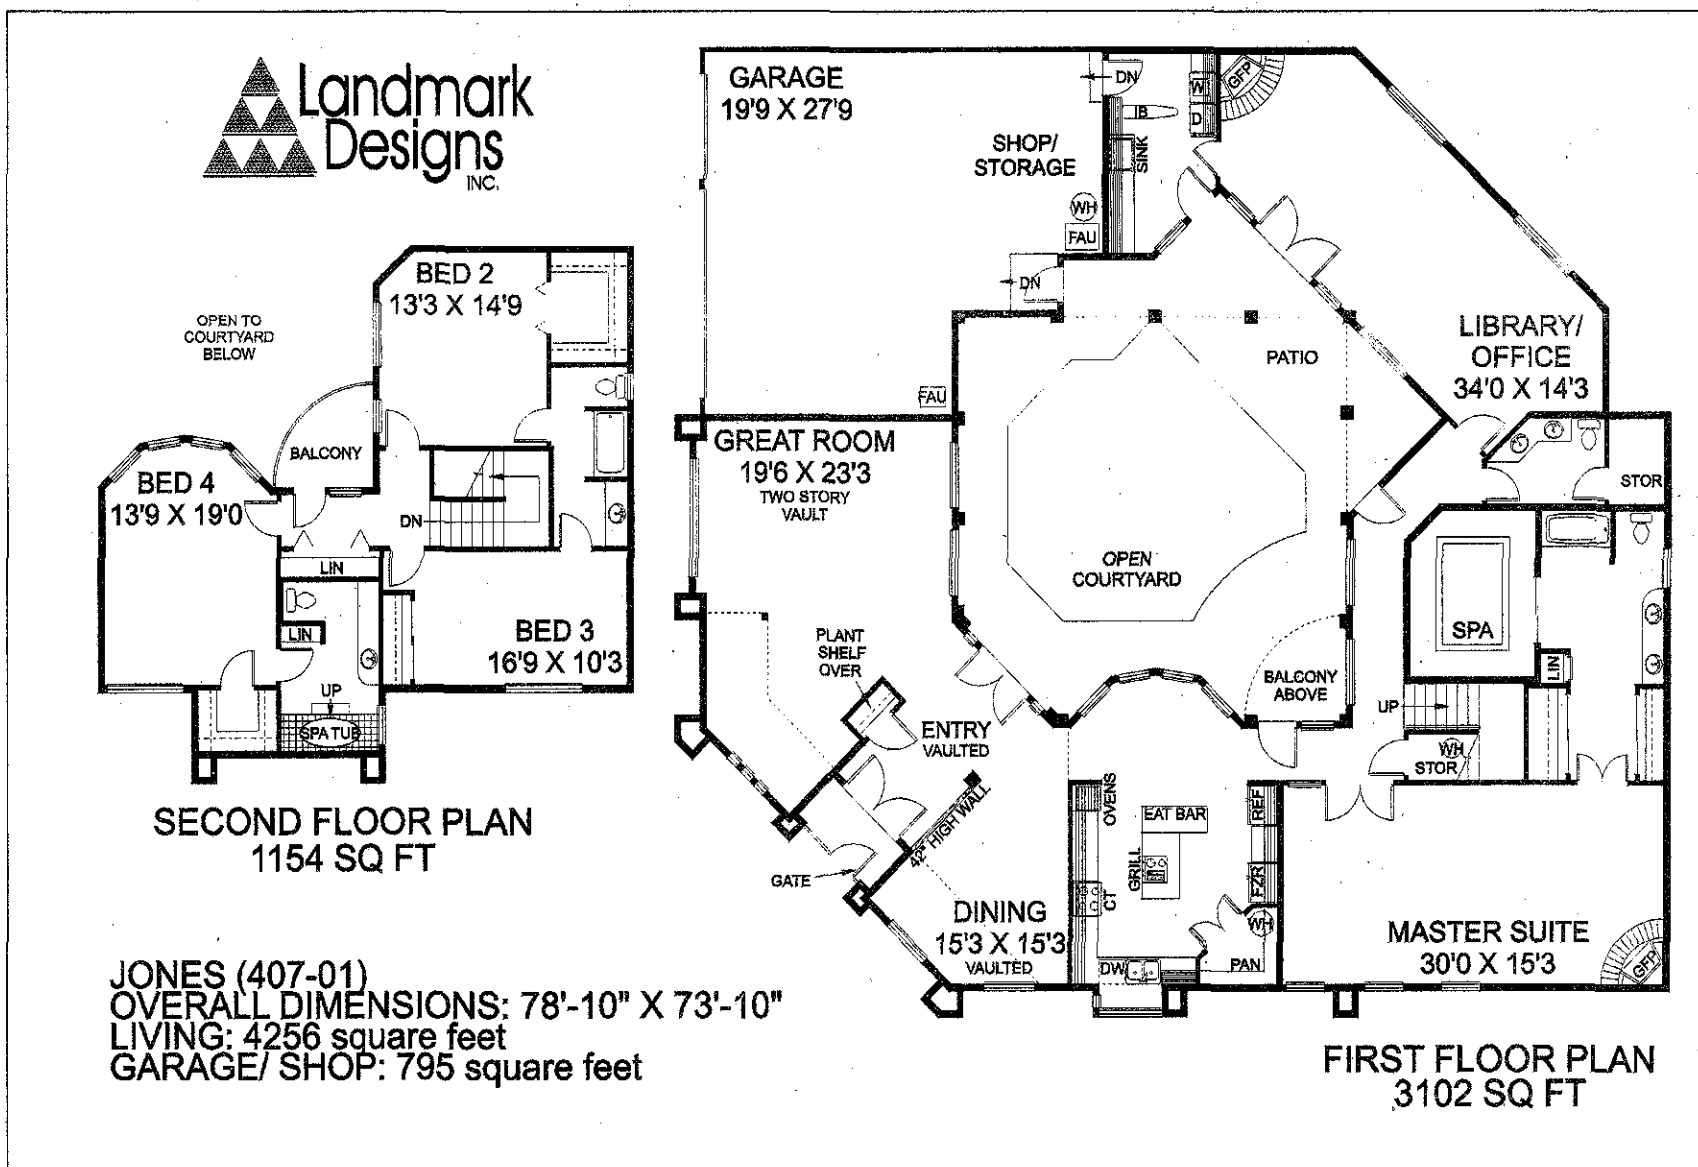 Landmark
Designs
INC.
BED 2
13'3 X 14'9
OPEN TO
COURTYARD
BELOW
BALCONY
BED 4
13'9 X 19'0
DN
LIN
LIN
BED 3
16'9 X 10'3
UP
SPA TUB
SECOND FLOOR PLAN
1154 SQ FT
JONES (407-01)
OVERALL DIMENSIONS: 78'-10" X 73'-10"
LIVING: 4256 square feet
GARAGE/ SHOP: 795 square feet
GARAGE
19'9 X 27'9
DN
W
D
IB
SINK
GFP
SHOP/
STORAGE
WH
FAU
DN
FAU
PATIO
LIBRARY/
OFFICE
34'0 X 14'3
GREAT ROOM
19'6 X 23'3
TWO STORY
VAULT
OPEN
COURTYARD
STOR
SPA
LIN
PLANT
SHELF
OVER
BALCONY
ABOVE
UP
WH
STOR
ENTRY
VAULTED
42" HIGH WALL
GATE
OVENS
EAT BAR
REF
GRILL
CT
FZR
WH
PAN
DW
DINING
15'3 X 15'3
VAULTED
MASTER SUITE
30'0 X 15'3
GFP
FIRST FLOOR PLAN
3102 SQ FT